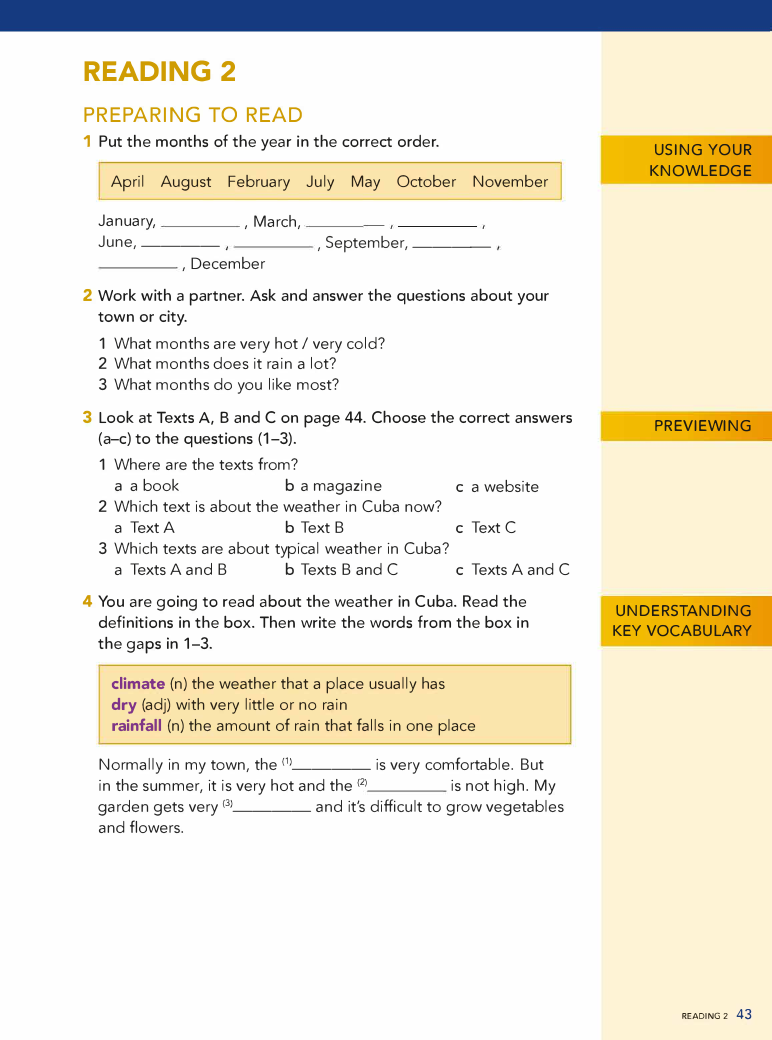 READING 2
PREPARING TO READ
1 Put the months of the year in the correct order.
USING YOUR
KNOWLEDGE
April August February July May October November
January, __________ , March, __________ , __________ ,
June, __________ , __________ , September, __________ ,
__________ , December
2 Work with a partner. Ask and answer the questions about your
town or city.
1 What months are very hot / very cold?
2 What months does it rain a lot?
3 What months do you like most?
3 Look at Texts A, B and C on page 44. Choose the correct answers
(a–c) to the questions (1–3).
PREVIEWING
1 Where are the texts from?
a a book b a magazine c a website
2 Which text is about the weather in Cuba now?
a Text A b Text B c Text C
3 Which texts are about typical weather in Cuba?
a Texts A and B b Texts B and C c Texts A and C
4 You are going to read about the weather in Cuba. Read the
definitions in the box. Then write the words from the box in
the gaps in 1–3.
UNDERSTANDING
KEY VOCABULARY
climate (n) the weather that a place usually has
dry (adj) with very little or no rain
rainfall (n) the amount of rain that falls in one place
Normally in my town, the (1)__________ is very comfortable. But
in the summer, it is very hot and the (2)__________ is not high. My
garden gets very (3)__________ and it's difficult to grow vegetables
and flowers.
READING 2 43